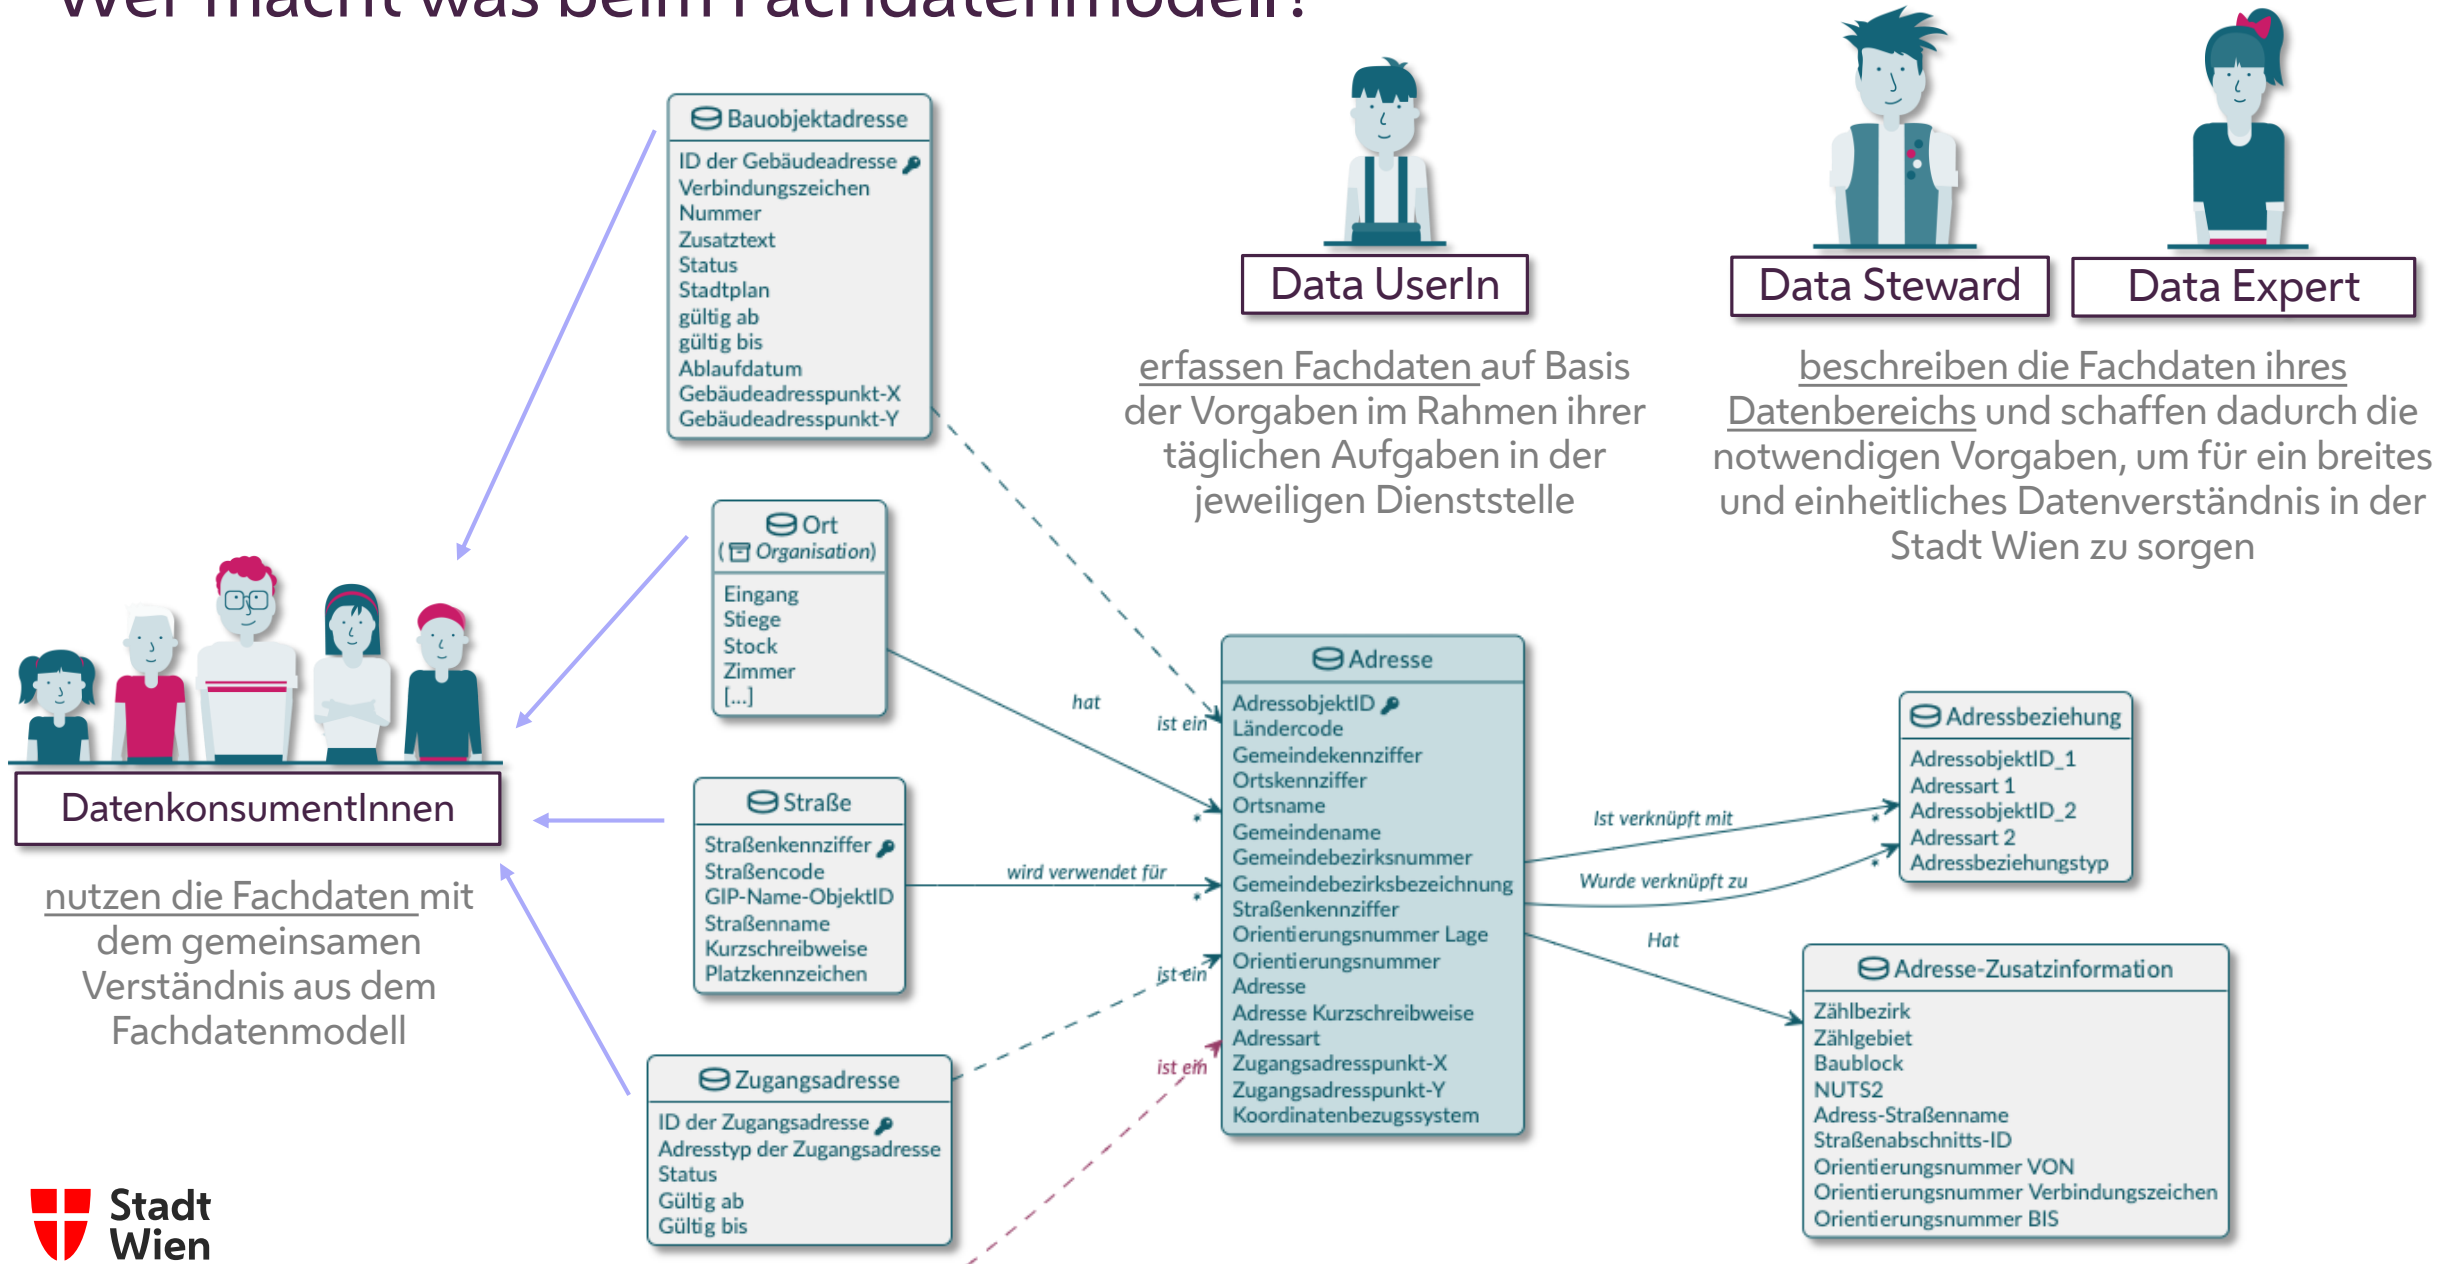 Wer macht was beim Fachdatenmodell?
Bauobjektadresse
ID der Gebäudeadresse
Verbindungszeichen
Nummer
Zusatztext
Status
Stadtplan
gültig ab
gültig bis
Ablaufdatum
Gebäudeadresspunkt-X
Gebäudeadresspunkt-Y
Data UserIn
erfassen Fachdaten auf Basis
der Vorgaben im Rahmen ihrer
täglichen Aufgaben in der
jeweiligen Dienststelle
Data Steward
Data Expert
beschreiben die Fachdaten ihres
Datenbereichs und schaffen dadurch die
notwendigen Vorgaben, um für ein breites
und einheitliches Datenverständnis in der
Stadt Wien zu sorgen
Ort
(Organisation)
Eingang
Stiege
Stock
Zimmer
[...]
hat
ist ein
DatenkonsumentInnen
nutzen die Fachdaten mit
dem gemeinsamen
Verständnis aus dem
Fachdatenmodell
Straße
Straßenkennziffer
Straßencode
GIP-Name-ObjektID
Straßenname
Kurzschreibweise
Platzkennzeichen
*
wird verwendet für
*
ist ein
ist ein
Zugangsadresse
ID der Zugangsadresse
Adresstyp der Zugangsadresse
Status
Gültig ab
Gültig bis
Adresse
AdressobjektID
Ländercode
Gemeindekennziffer
Ortskennziffer
Ortsname
Gemeindename
Gemeindebezirksnummer
Gemeindebezirksbezeichnung
Straßenkennziffer
Orientierungsnummer Lage
Orientierungsnummer
Adresse
Adresse Kurzschreibweise
Adressart
Zugangsadresspunkt-X
Zugangsadresspunkt-Y
Koordinatenbezugssystem
Ist verknüpft mit
*
Wurde verknüpft zu
*
Hat
Adressbeziehung
AdressobjektID_1
Adressart 1
AdressobjektID_2
Adressart 2
Adressbeziehungstyp
Adresse-Zusatzinformation
Zählbezirk
Zählgebiet
Baublock
NUTS2
Adress-Straßenname
Straßenabschnitts-ID
Orientierungsnummer VON
Orientierungsnummer Verbindungszeichen
Orientierungsnummer BIS
Stadt
Wien